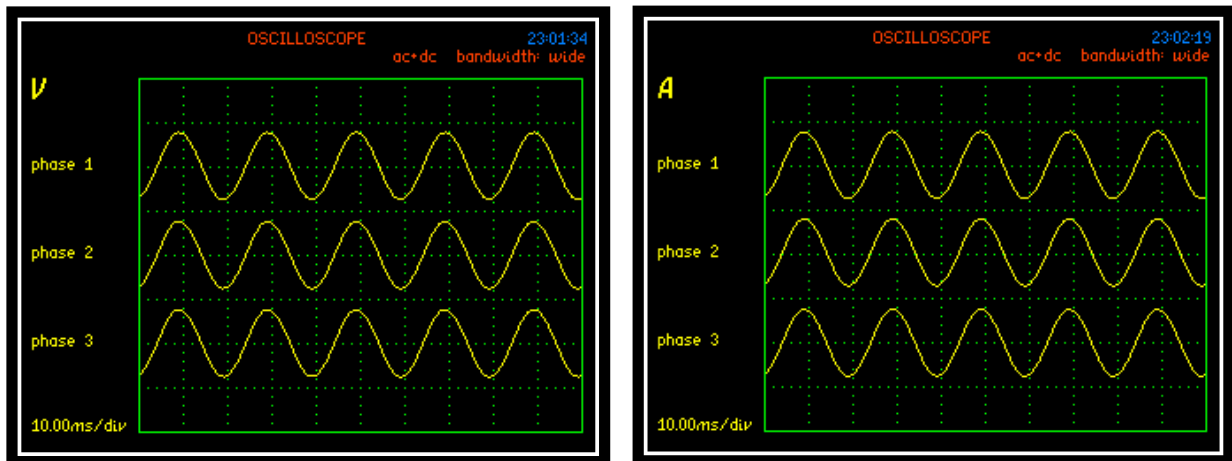 OSCILLOSCOPE 23:01:34
ac+dc bandwidth: wide
V
phase 1
phase 2
phase 3
10.00ms/div
OSCILLOSCOPE 23:02:19
ac+dc bandwidth: wide
A
phase 1
phase 2
phase 3
10.00ms/div